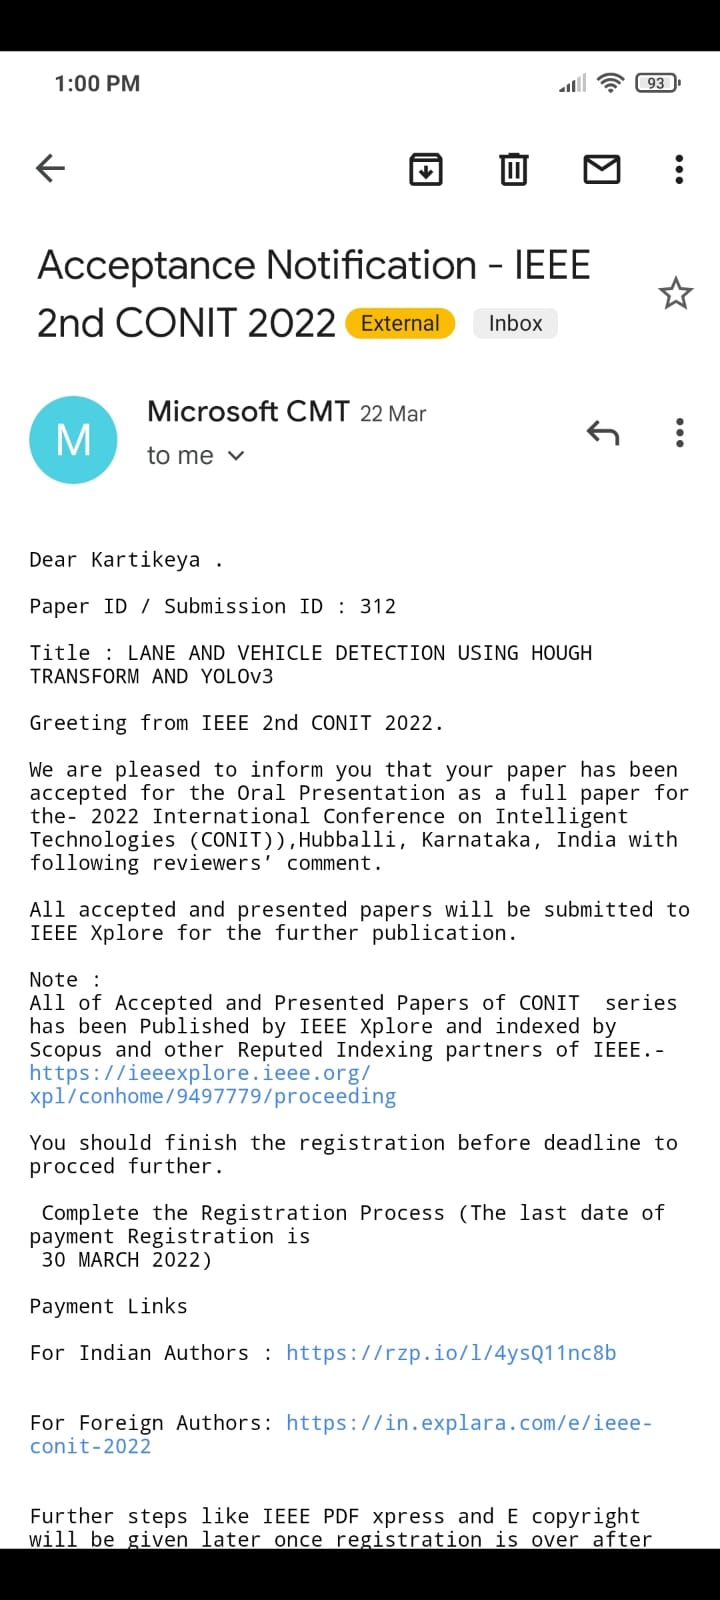 1:00 PM
93
Acceptance Notification - IEEE
2nd CONIT 2022 External Inbox
Microsoft CMT 22 Mar
M
to me
Dear Kartikeya .
Paper ID / Submission ID : 312
Title : LANE AND VEHICLE DETECTION USING HOUGH
TRANSFORM AND YOLOv3
Greeting from IEEE 2nd CONIT 2022.
We are pleased to inform you that your paper has been
accepted for the Oral Presentation as a full paper for
the- 2022 International Conference on Intelligent
Technologies (CONIT)),Hubballi, Karnataka, India with
following reviewers’ comment.
All accepted and presented papers will be submitted to
IEEE Xplore for the further publication.
Note :
All of Accepted and Presented Papers of CONIT  series
has been Published by IEEE Xplore and indexed by
Scopus and other Reputed Indexing partners of IEEE.-
https://ieeexplore.ieee.org/
xpl/conhome/9497779/proceeding
You should finish the registration before deadline to
procced further.
Complete the Registration Process (The last date of
payment Registration is
30 MARCH 2022)
Payment Links
For Indian Authors : https://rzp.io/l/4ysQ11nc8b
For Foreign Authors: https://in.explara.com/e/ieee-
conit-2022
Further steps like IEEE PDF xpress and E copyright
will be given later once registration is over after